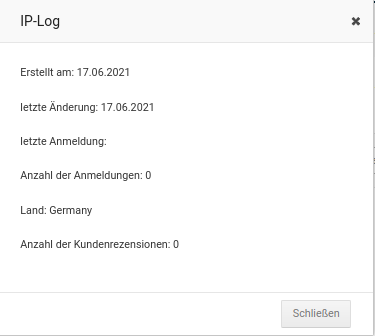 IP-Log
Erstellt am: 17.06.2021
letzte Änderung: 17.06.2021
letzte Anmeldung:
Anzahl der Anmeldungen: 0
Land: Germany
Anzahl der Kundenrezensionen: 0
Schließen